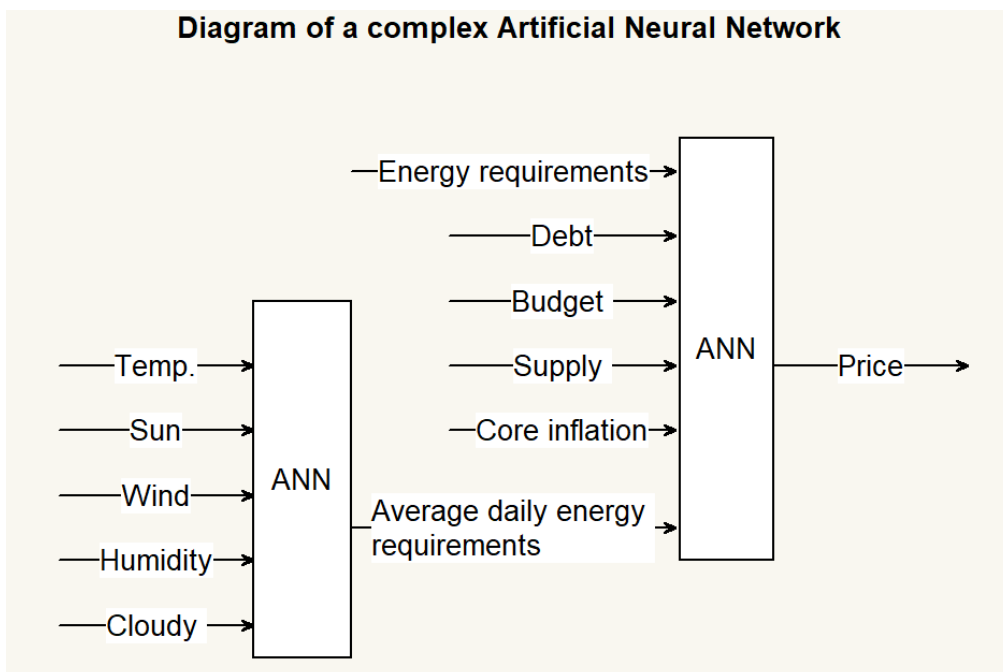 Diagram of a complex Artificial Neural Network
Energy requirements
Debt
Budget
Supply
Core inflation
ANN
Price
Temp.
Sun
Wind
Humidity
Cloudy
ANN
Average daily energy
requirements